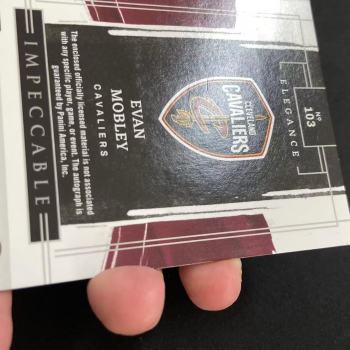 IMPECCABLE
ELEGANCE
Nº
103
CLEVELAND
CAVALIERS
EVAN
MOBLEY
CAVALIERS
The enclosed officially licensed material is not associated
with any specific player, game, or event. The autograph is
guaranteed by Panini America, Inc.